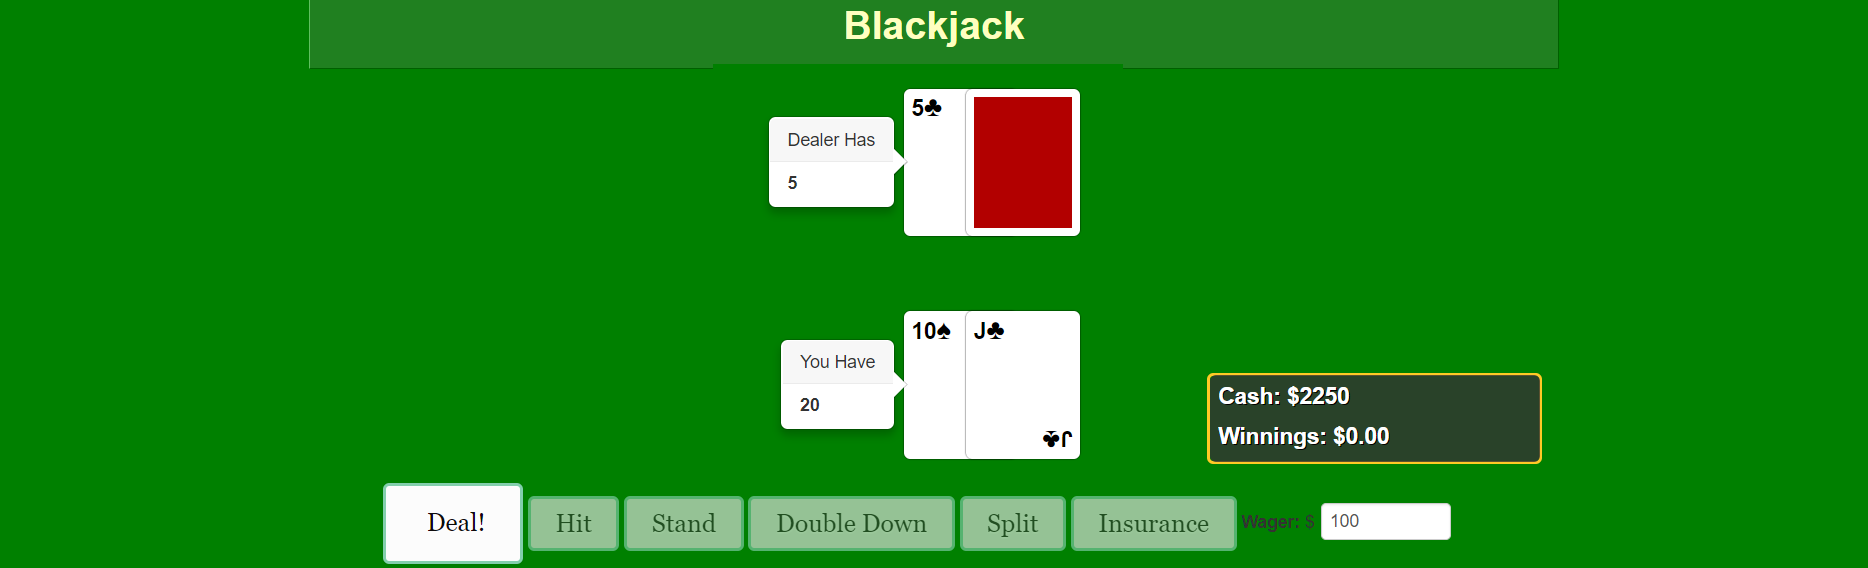 Blackjack
5♣
Dealer Has
5
10♠ J♣
You Have
20
J♣
Cash: $2250
Winnings: $0.00
Deal! Hit Stand Double Down Split Insurance Wager: $ 100